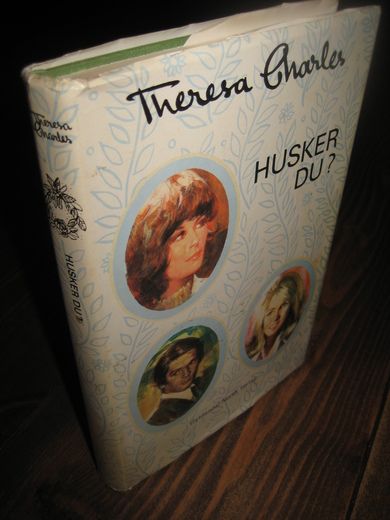 Theresa Charles
HUSKER
DU?
Theresa
Charles
HUSKER DU?